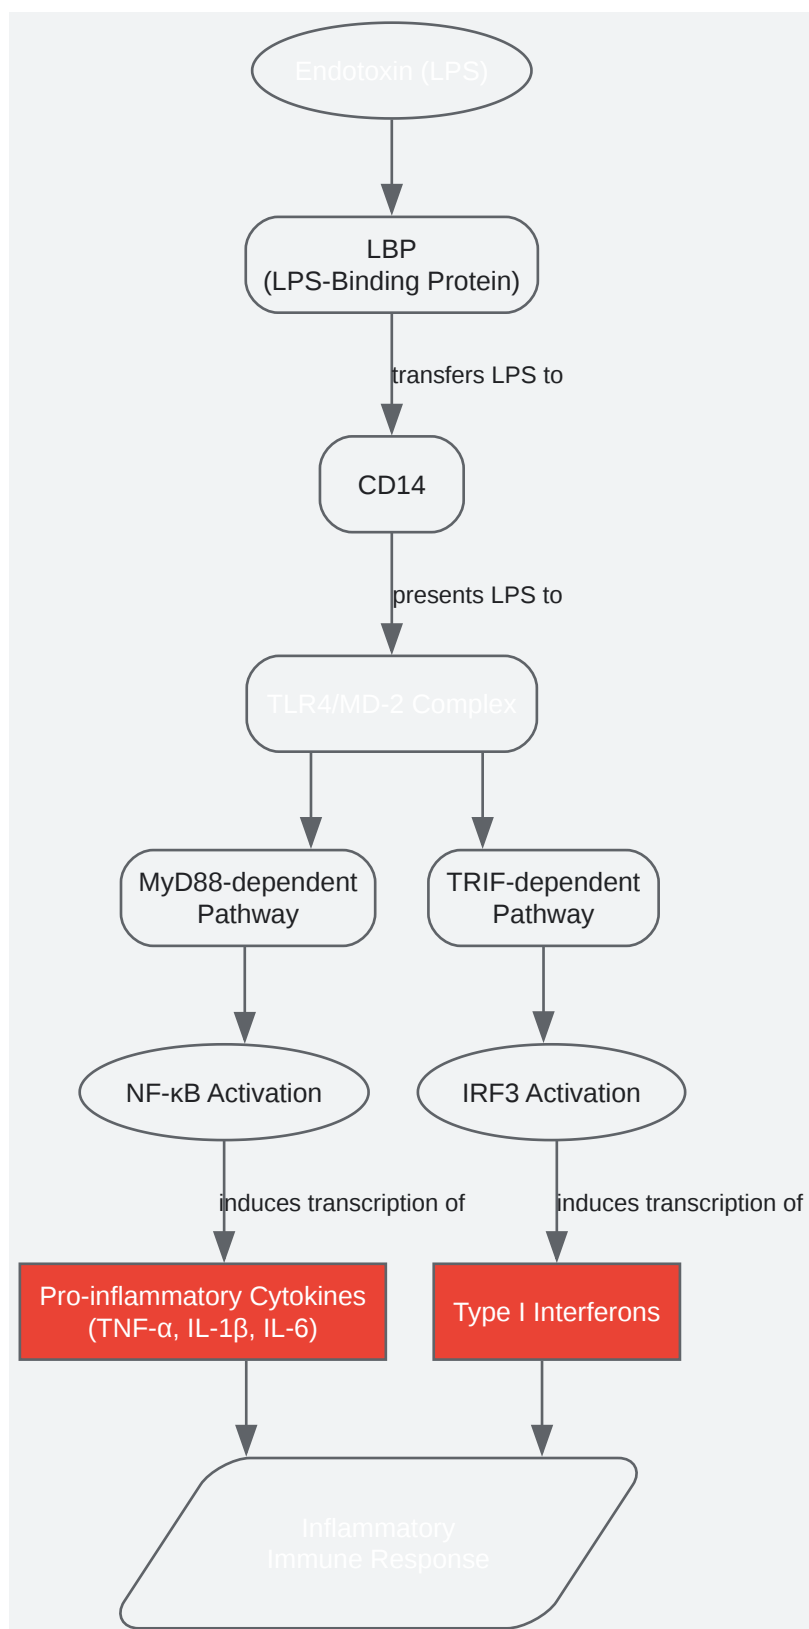 Endotoxin (LPS)
LBP
(LPS-Binding Protein)
transfers LPS to
CD14
presents LPS to
TLR4/MD-2 Complex
MyD88-dependent
Pathway
TRIF-dependent
Pathway
NF-κB Activation
IRF3 Activation
induces transcription of
induces transcription of
Pro-inflammatory Cytokines
(TNF-α, IL-1β, IL-6)
Type I Interferons
Inflammatory
Immune Response